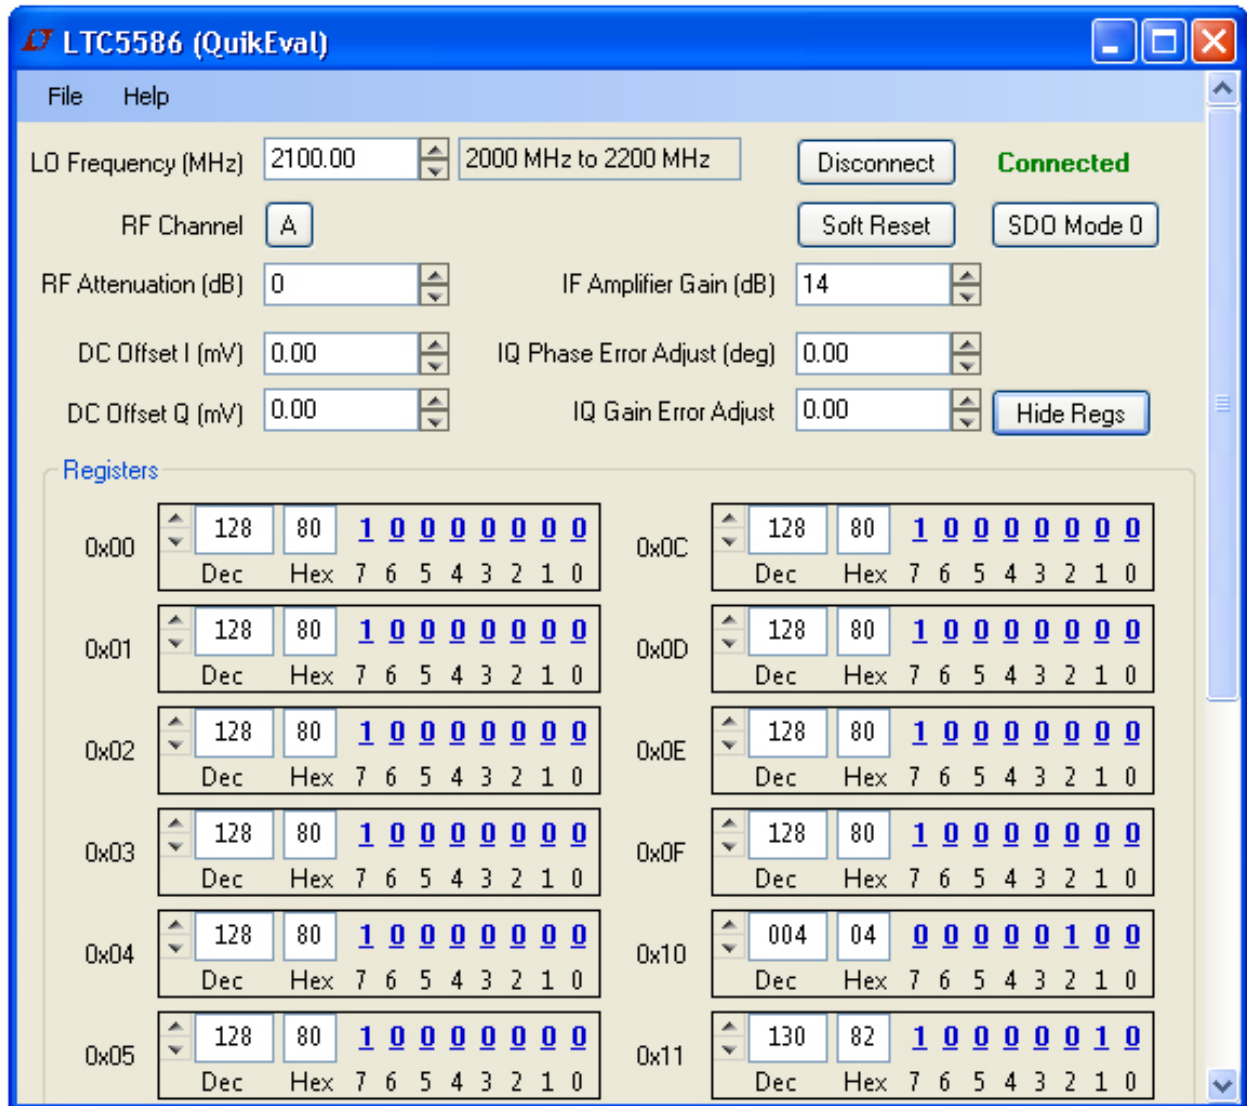 LTC5586 (QuikEval)
File Help
LO Frequency (MHz) 2100.00 2000 MHz to 2200 MHz Disconnect Connected
RF Channel A Soft Reset SDO Mode 0
RF Attenuation (dB) 0 IF Amplifier Gain (dB) 14
DC Offset I (mV) 0.00 IQ Phase Error Adjust (deg) 0.00
DC Offset Q (mV) 0.00 IQ Gain Error Adjust 0.00 Hide Regs
Registers
0x00 128 80 1 0 0 0 0 0 0 0 0x0C 128 80 1 0 0 0 0 0 0 0
Dec Hex 7 6 5 4 3 2 1 0 Dec Hex 7 6 5 4 3 2 1 0
0x01 128 80 1 0 0 0 0 0 0 0 0x0D 128 80 1 0 0 0 0 0 0 0
Dec Hex 7 6 5 4 3 2 1 0 Dec Hex 7 6 5 4 3 2 1 0
0x02 128 80 1 0 0 0 0 0 0 0 0x0E 128 80 1 0 0 0 0 0 0 0
Dec Hex 7 6 5 4 3 2 1 0 Dec Hex 7 6 5 4 3 2 1 0
0x03 128 80 1 0 0 0 0 0 0 0 0x0F 128 80 1 0 0 0 0 0 0 0
Dec Hex 7 6 5 4 3 2 1 0 Dec Hex 7 6 5 4 3 2 1 0
0x04 128 80 1 0 0 0 0 0 0 0 0x10 004 04 0 0 0 0 0 1 0 0
Dec Hex 7 6 5 4 3 2 1 0 Dec Hex 7 6 5 4 3 2 1 0
0x05 128 80 1 0 0 0 0 0 0 0 0x11 130 82 1 0 0 0 0 0 1 0
Dec Hex 7 6 5 4 3 2 1 0 Dec Hex 7 6 5 4 3 2 1 0